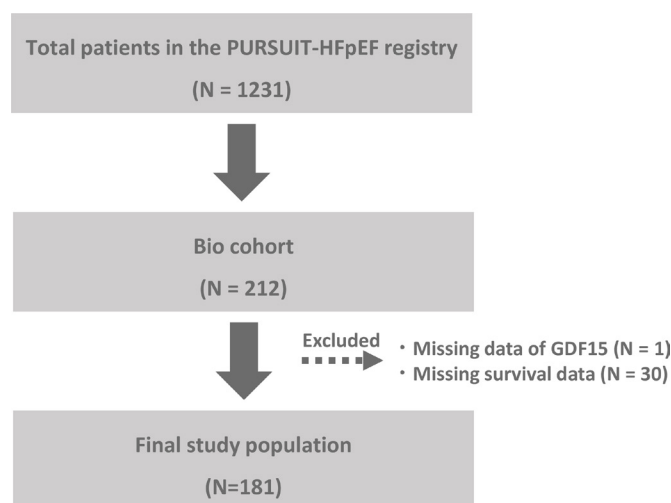 Total patients in the PURSUIT-HFpEF registry
(N = 1231)
Bio cohort
(N = 212)
Excluded
・Missing data of GDF15 (N = 1)
・Missing survival data (N = 30)
Final study population
(N=181)